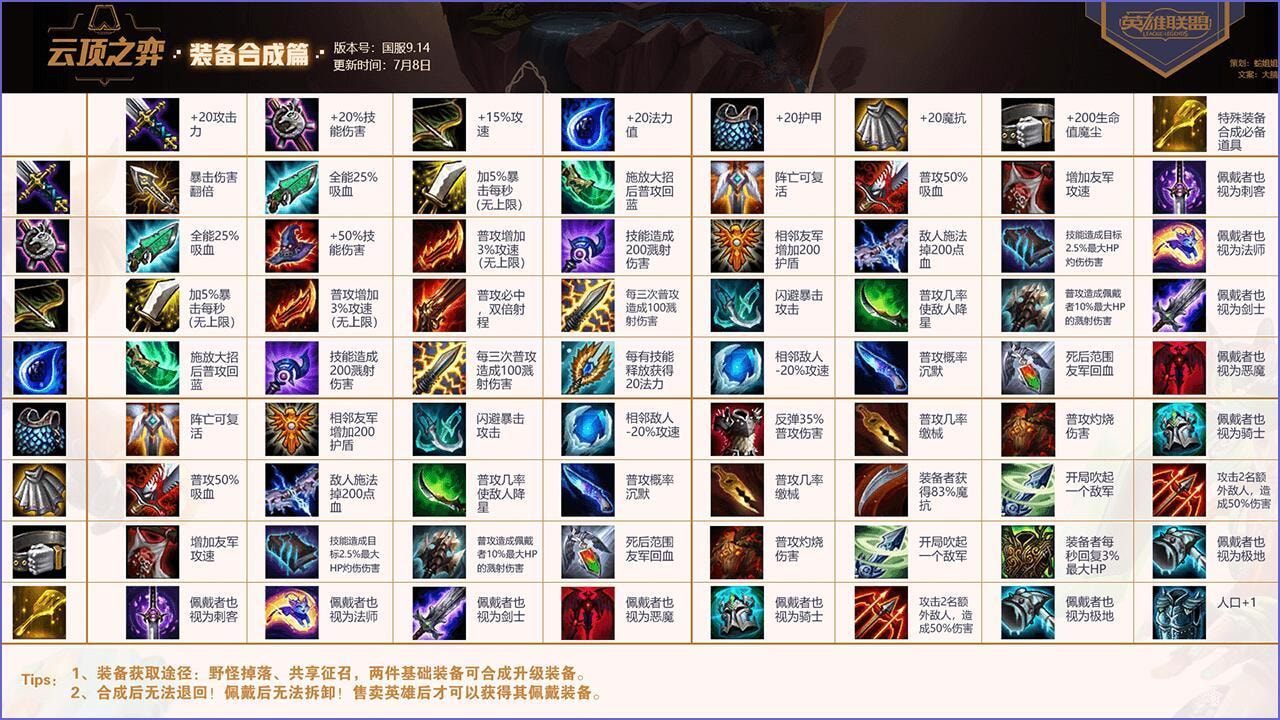 云顶之弈·装备合成篇·
版本号：国服9.14
更新时间：7月8日
英雄联盟
LEAGUE LEGENDS
策划：蛇姐姐
文案：大腩
+20攻击
力
+20%技
能伤害
+15%攻
速
+20法力
值
+20护甲
+20魔抗
+200生命
值魔尘
特殊装备
合成必备
道具
暴击伤害
翻倍
全能25%
吸血
加5%暴
击每秒
(无上限)
施放大招
后普攻回
蓝
阵亡可复
活
普攻50%
吸血
增加友军
攻速
佩戴者也
视为刺客
全能25%
吸血
+50%技
能伤害
普攻增加
3%攻速
(无上限)
技能造成
200溅射
伤害
相邻友军
增加200
护盾
敌人施法
掉200点
血
技能造成目标
2.5%最大HP
灼伤伤害
佩戴者也
视为法师
加5%暴
击每秒
(无上限)
普攻增加
3%攻速
(无上限)
普攻必中
，双倍射
程
每三次普攻
造成100溅
射伤害
闪避暴击
攻击
普攻几率
使敌人降
星
普攻造成佩戴
者10%最大HP
的溅射伤害
佩戴者也
视为剑士
施放大招
后普攻回
蓝
技能造成
200溅射
伤害
每三次普攻
造成100溅
射伤害
每有技能
释放获得
20法力
相邻敌人
-20%攻速
普攻概率
沉默
死后范围
友军回血
佩戴者也
视为恶魔
阵亡可复
活
相邻友军
增加200
护盾
闪避暴击
攻击
相邻敌人
-20%攻速
反弹35%
普攻伤害
普攻几率
缴械
普攻灼烧
伤害
佩戴者也
视为骑士
普攻50%
吸血
敌人施法
掉200点
血
普攻几率
使敌人降
星
普攻概率
沉默
普攻几率
缴械
装备者获
得83%魔
抗
开局吹起
一个敌军
攻击2名额
外敌人，造
成50%伤害
增加友军
攻速
技能造成目
标2.5%最大
HP灼伤伤害
普攻造成佩戴
者10%最大HP
的溅射伤害
死后范围
友军回血
普攻灼烧
伤害
开局吹起
一个敌军
装备者每
秒回复3%
最大HP
佩戴者也
视为极地
佩戴者也
视为刺客
佩戴者也
视为法师
佩戴者也
视为剑士
佩戴者也
视为恶魔
佩戴者也
视为骑士
攻击2名额
外敌人，造
成50%伤害
佩戴者也
视为极地
人口+1
Tips：
1、装备获取途径：野怪掉落、共享征召，两件基础装备可合成升级装备。
2、合成后无法退回！佩戴后无法拆卸！售卖英雄后才可以获得其佩戴装备。